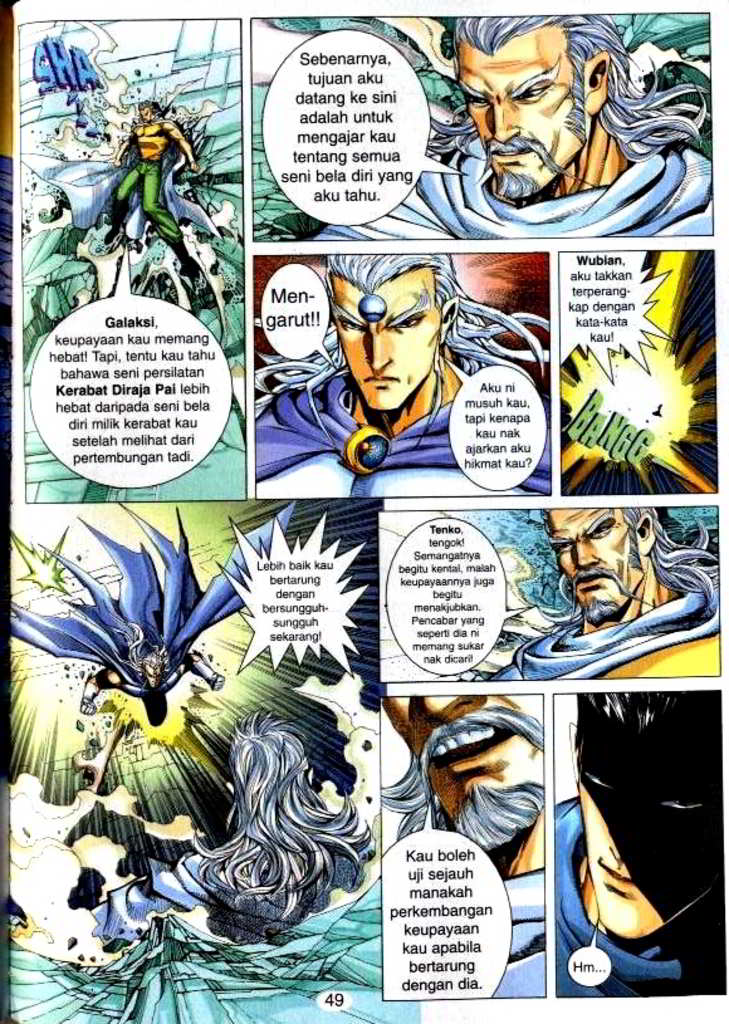 SHA
Galaksi,
keupayaan kau memang
hebat! Tapi, tentu kau tahu
bahawa seni persilatan
Kerabat Diraja Pai lebih
hebat daripada seni bela
diri milik kerabat kau
setelah melihat dari
pertembungan tadi.
Sebenarnya,
tujuan aku
datang ke sini
adalah untuk
mengajar kau
tentang semua
seni bela diri yang
aku tahu.
Men-
garut!!
Aku ni
musuh kau,
tapi kenapa
kau nak
ajarkan aku
hikmat kau?
Wubian,
aku takkan
terperang-
kap dengan
kata-kata
kau!
BANGG
Lebih baik kau
bertarung
dengan
bersungguh-
sungguh
sekarang!
Tenko,
tengok!
Semangatnya
begitu kental, malah
keupayaannya juga
begitu
menakjubkan.
Pencabar yang
seperti dia ni
memang sukar
nak dicari!
Kau boleh
uji sejauh
manakah
perkembangan
keupayaan
kau apabila
bertarung
dengan dia.
Hm...
49